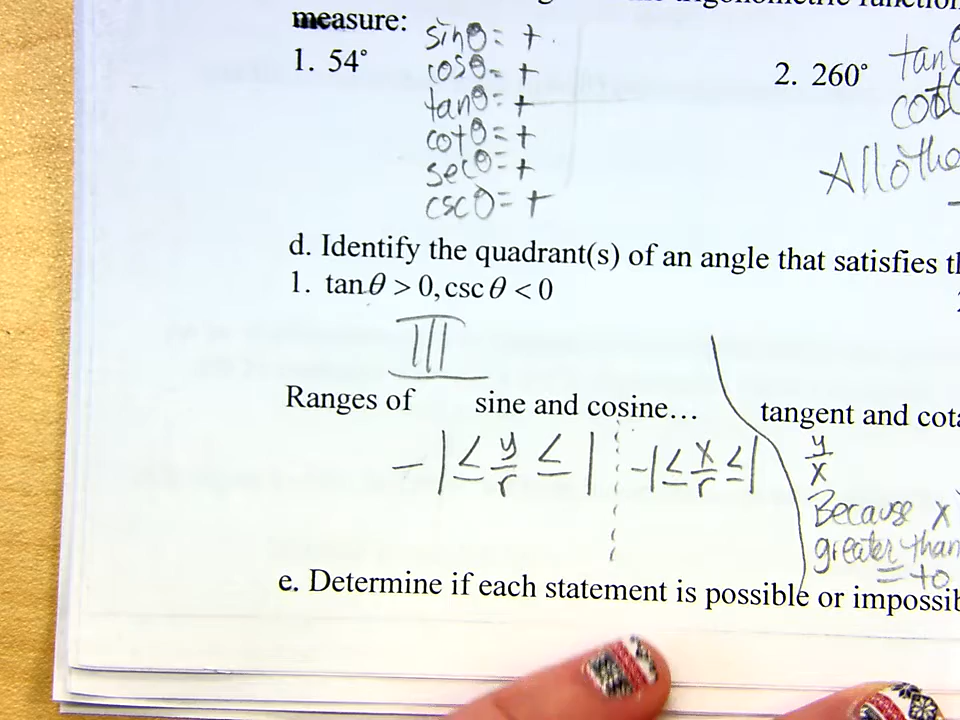 measure:
1. 54°
sinθ = +
cosθ = +
tanθ = +
cotθ = +
secθ = +
cscθ = +
2. 260°
tanθ
cotθ
All othe
d. Identify the quadrant(s) of an angle that satisfies th
1. tan θ > 0, csc θ < 0
III
Ranges of sine and cosine… tangent and cota
-1 ≤ y/r ≤ 1 -1 ≤ x/r ≤ 1
y/x
Because x
greater than
= to
e. Determine if each statement is possible or impossib